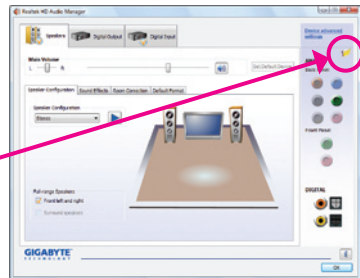 Realtek HD Audio Manager
Speakers
Digital Output
Digital Input
Device advanced
settings
Main Volume
L
R
Set Default Device
Speaker Configuration
Sound Effects
Room Correction
Default Format
Speaker Configuration
Stereo
Front Panel
Full-range Speakers
Front left and right
Surround speakers
DIGITAL
GIGABYTE
TECHNOLOGY
OK